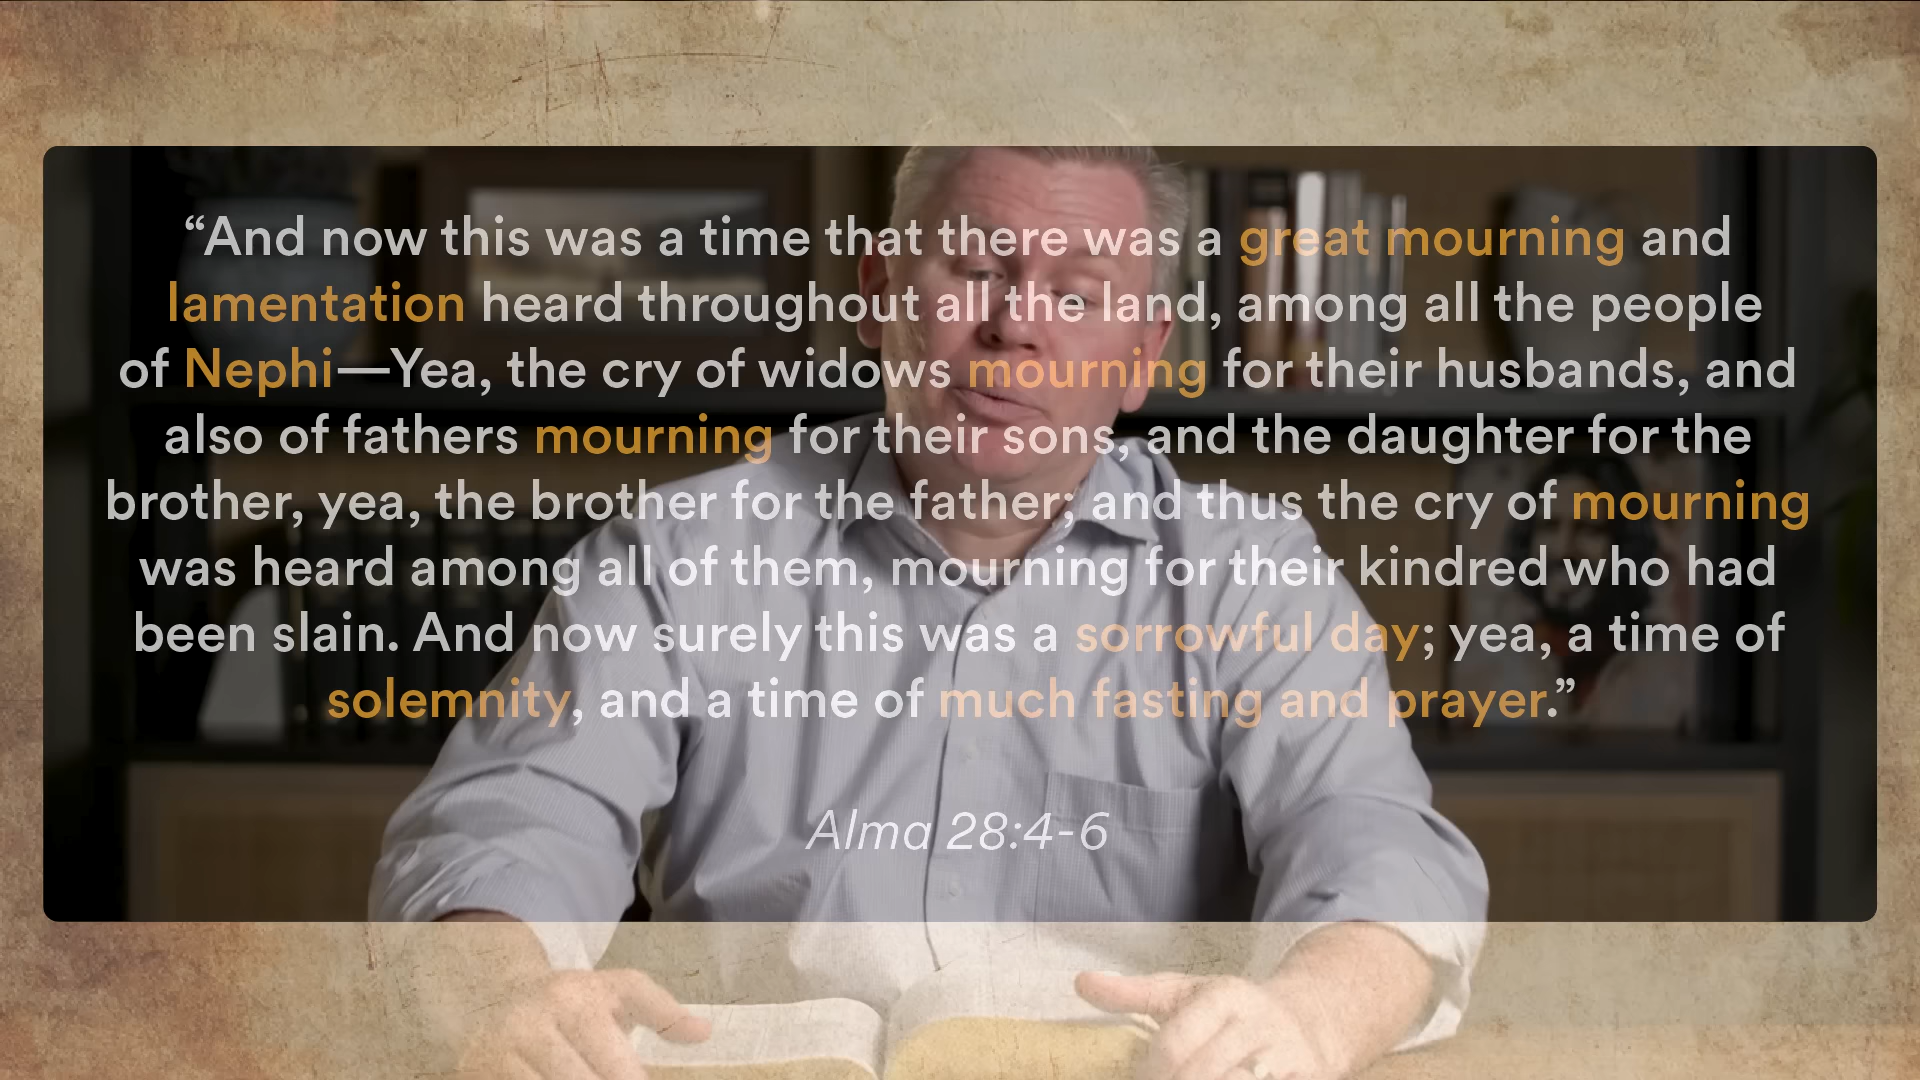 “And now this was a time that there was a great mourning and
lamentation heard throughout all the land, among all the people
of Nephi—Yea, the cry of widows mourning for their husbands, and
also of fathers mourning for their sons, and the daughter for the
brother, yea, the brother for the father; and thus the cry of mourning
was heard among all of them, mourning for their kindred who had
been slain. And now surely this was a sorrowful day; yea, a time of
solemnity, and a time of much fasting and prayer.”
Alma 28:4-6